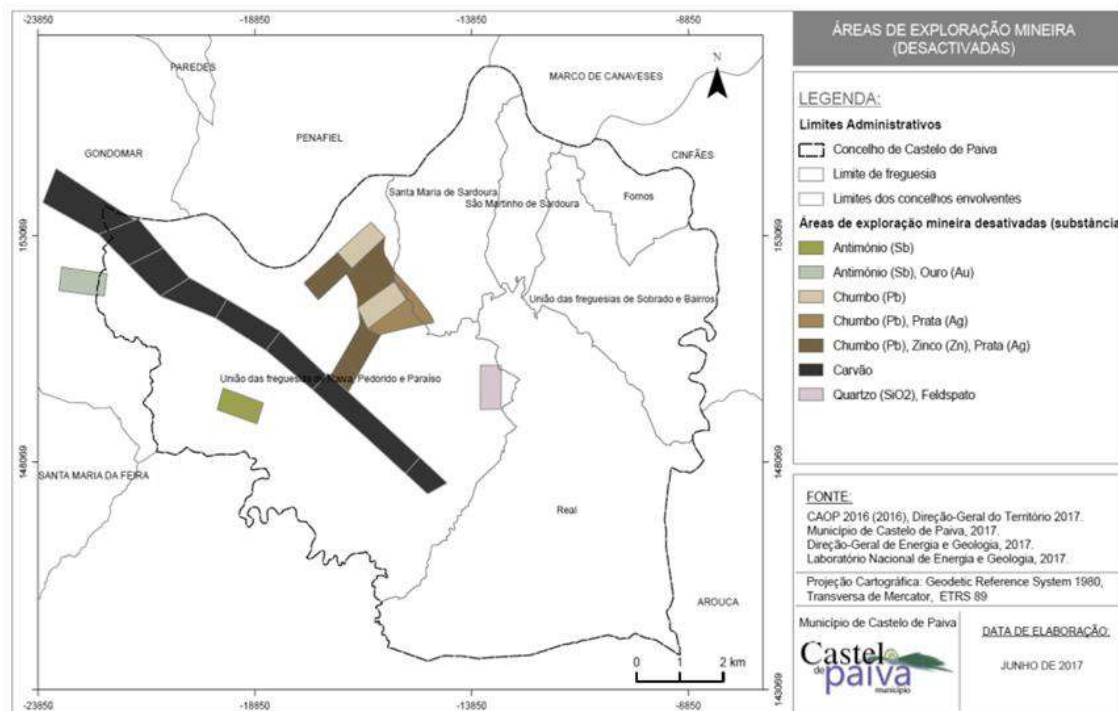 -23850
-18850
-13850
-8850
153069
148069
153069
148069
143069
-23850
-18850
-13850
-8850
PAREDES
MARCO DE CANAVESES
N
PENAFIEL
GONDOMAR
CINFÃES
Santa Maria de Sardoura
São Martinho de Sardoura
Fornos
União das freguesias de Sobrado e Bairros
União das freguesias de Raiva, Pedorido e Paraíso
SANTA MARIA DA FEIRA
Real
AROUCA
0 1 2 km
ÁREAS DE EXPLORAÇÃO MINEIRA
(DESACTIVADAS)
LEGENDA:
Limites Administrativos
Concelho de Castelo de Paiva
Limite de freguesia
Limites dos concelhos envolventes
Áreas de exploração mineira desativadas (substância
Antimónio (Sb)
Antimónio (Sb), Ouro (Au)
Chumbo (Pb)
Chumbo (Pb), Prata (Ag)
Chumbo (Pb), Zinco (Zn), Prata (Ag)
Carvão
Quartzo (SiO2), Feldspato
FONTE:
CAOP 2016 (2016), Direção-Geral do Território 2017.
Município de Castelo de Paiva, 2017.
Direção-Geral de Energia e Geologia, 2017.
Laboratório Nacional de Energia e Geologia, 2017.
Projeção Cartográfica: Geodetic Reference System 1980,
Transversa de Mercator, ETRS 89
Município de Castelo de Paiva
Castelo
de paiva
município
DATA DE ELABORAÇÃO:
JUNHO DE 2017